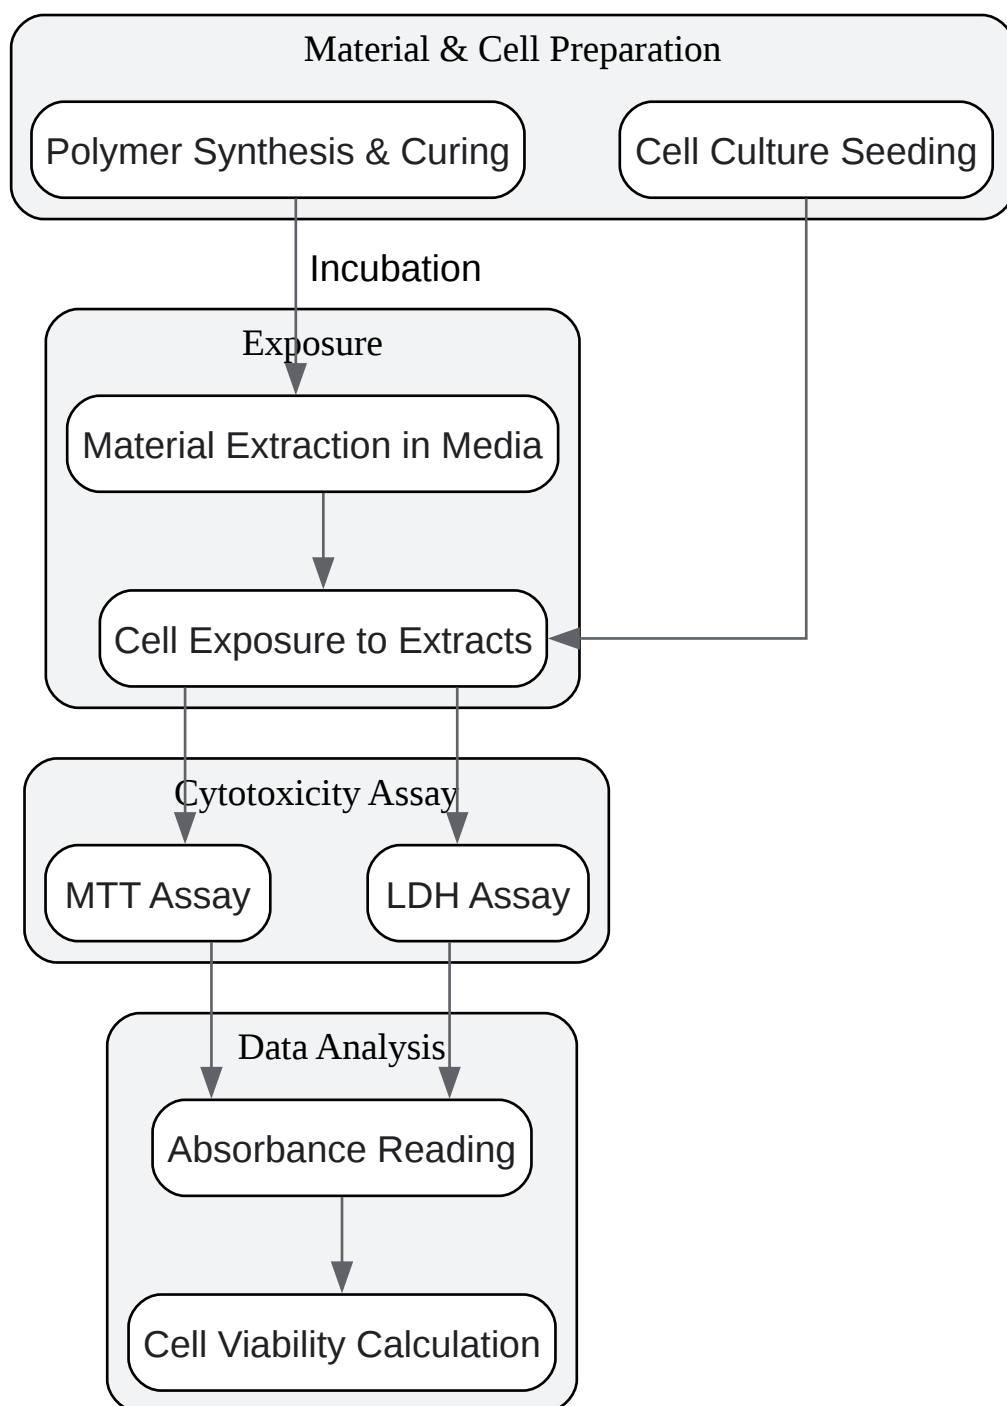 Material & Cell Preparation
Polymer Synthesis & Curing
Cell Culture Seeding
Incubation
Exposure
Material Extraction in Media
Cell Exposure to Extracts
Cytotoxicity Assay
MTT Assay
LDH Assay
Data Analysis
Absorbance Reading
Cell Viability Calculation